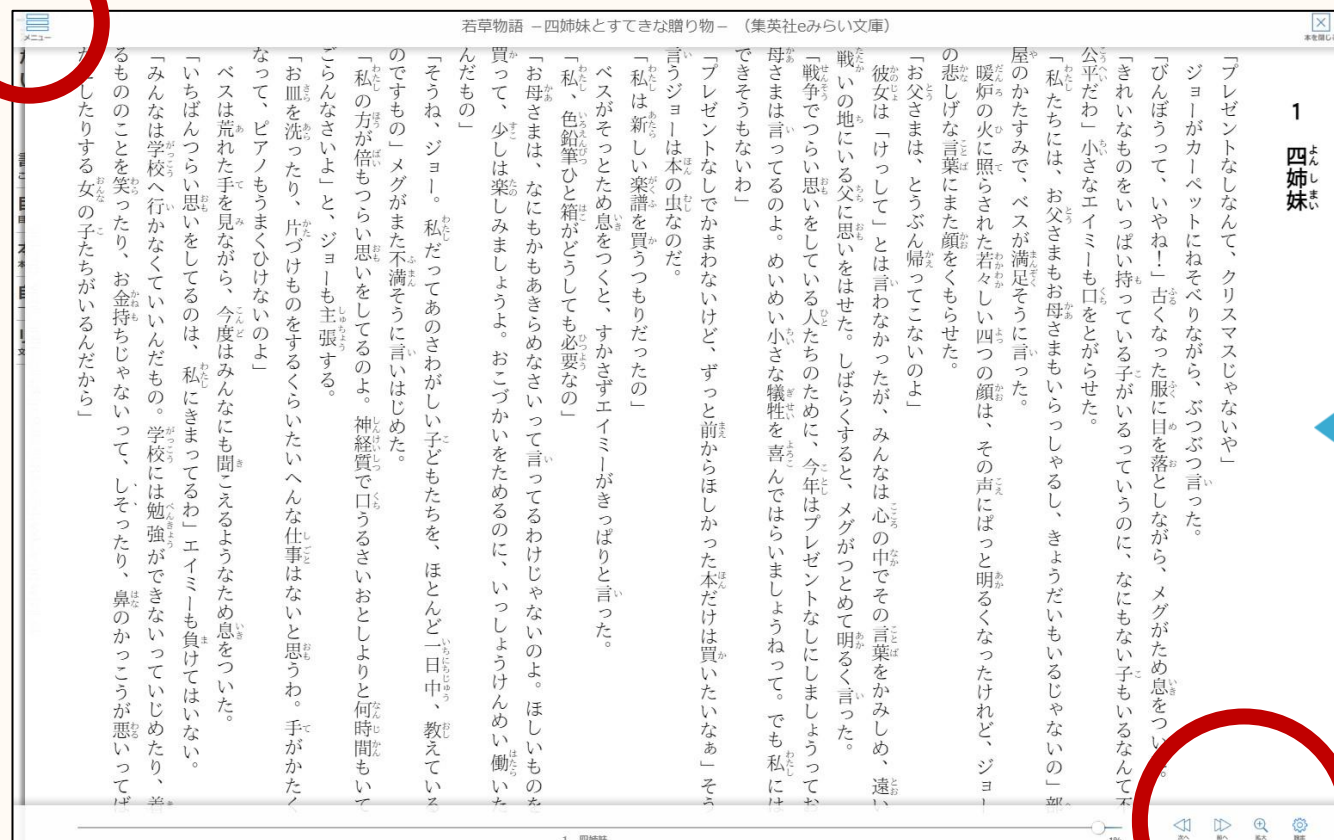 若草物語 －四姉妹とすてきな贈り物－ （集英社eみらい文庫）
メニュー
本を閉じる
1 四姉妹
「プレゼントなしなんて、クリスマスじゃないや」
ジョーがカーペットにねそべりながら、ぶつぶつ言った。
「びんぼうって、いやね！」古くなった服に目を落としながら、メグがため息をつい
「きれいなものをいっぱい持っている子がいるっていうのに、なにもない子もいるなんて不
公平だわ」小さなエイミーも口をとがらせた。
「私たちには、お父さまもお母さまもいらっしゃるし、きょうだいもいるじゃないの」部
屋のかたすみで、ベスが満足そうに言った。
暖炉の火に照らされた若々しい四つの顔は、その声にぱっと明るくなったけれど、ジョー
の悲しげな言葉にまた顔をくもらせた。
「お父さまは、とうぶん帰ってこないのよ」
彼女は「けっして」とは言わなかったが、みんなは心の中でその言葉をかみしめ、遠い
戦いの地にいる父に思いをはせた。しばらくすると、メグがつとめて明るく言った。
「戦争でつらい思いをしている人たちのために、今年はプレゼントなしにしましょうってお
母さまは言ってるのよ。めいめい小さな犠牲を喜んではらいましょうねって。でも私には
できそうもないわ」
「プレゼントなしでかまわないけど、ずっと前からほしかった本だけは買いたいなぁ」そう
言うジョーは本の虫なのだ。
「私は新しい楽譜を買うつもりだったの」
ベスがそっとため息をつくと、すかさずエイミーがきっぱりと言った。
「私、色鉛筆ひと箱がどうしても必要なの」
「お母さまは、なにもかもあきらめなさいって言ってるわけじゃないのよ。ほしいものを
買って、少しは楽しみましょうよ。おこづかいをためるのに、いっしょうけんめい働いた
んだもの」
「そうね、ジョー。私だってあのさわがしい子どもたちを、ほとんど一日中、教えている
のですもの」メグがまた不満そうに言いはじめた。
「私の方が倍もつらい思いをしてるのよ。神経質で口うるさいおとしよりと何時間もいて
ごらんなさいよ」と、ジョーも主張する。
「お皿を洗ったり、片づけものをするくらいたいへんな仕事はないと思うわ。手がかたく
なって、ピアノもうまくひけないのよ」
ベスは荒れた手を見ながら、今度はみんなにも聞こえるようなため息をついた。
「いちばんつらい思いをしてるのは、私にきまってるわ」エイミーも負けてはいない。
「みんなは学校へ行かなくていいんだもの。学校には勉強ができないっていじめたり、着
るもののことを笑ったり、お金持ちじゃないって、しそったり、鼻のかっこうが悪いってば
したりする女の子たちがいるんだから」
1 四姉妹
1%
次へ
前へ
拡大
設定